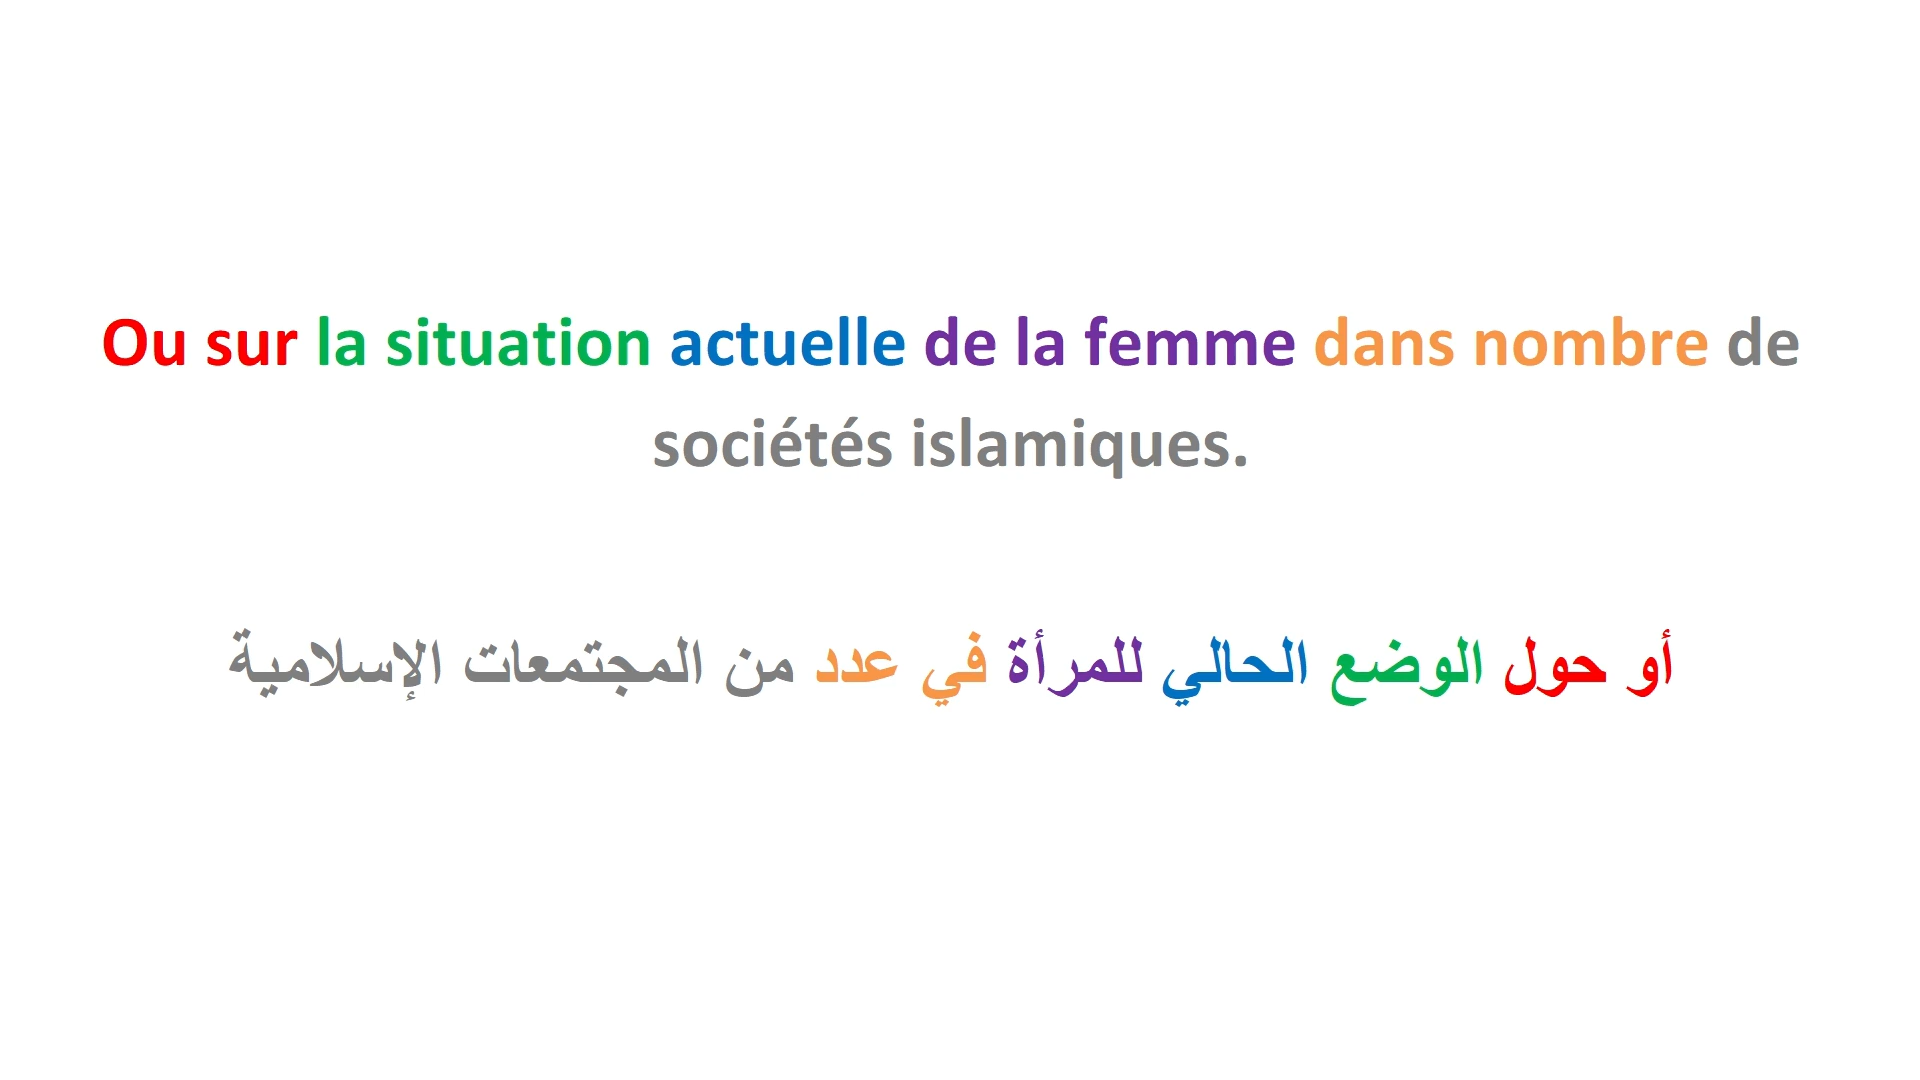 Ou sur la situation actuelle de la femme dans nombre de
sociétés islamiques.
أو حول الوضع الحالي للمرأة في عدد من المجتمعات الإسلامية